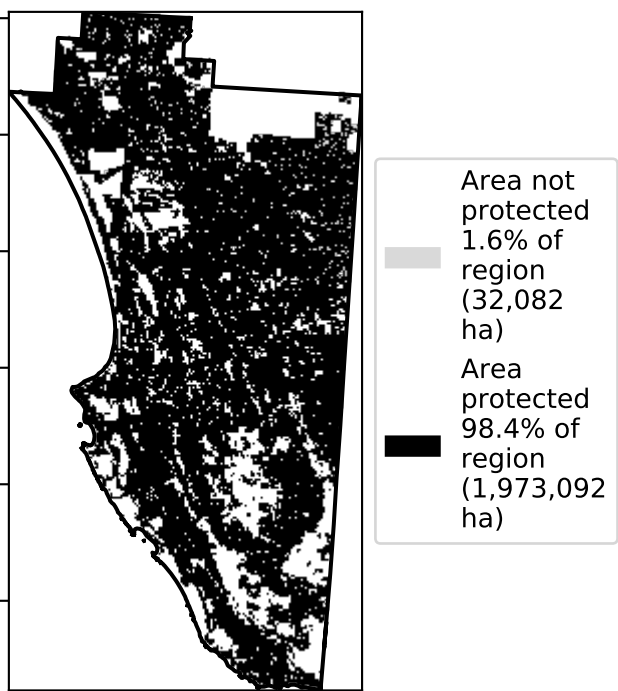 Area not
protected
1.6% of
region
(32,082
ha)
Area
protected
98.4% of
region
(1,973,092
ha)